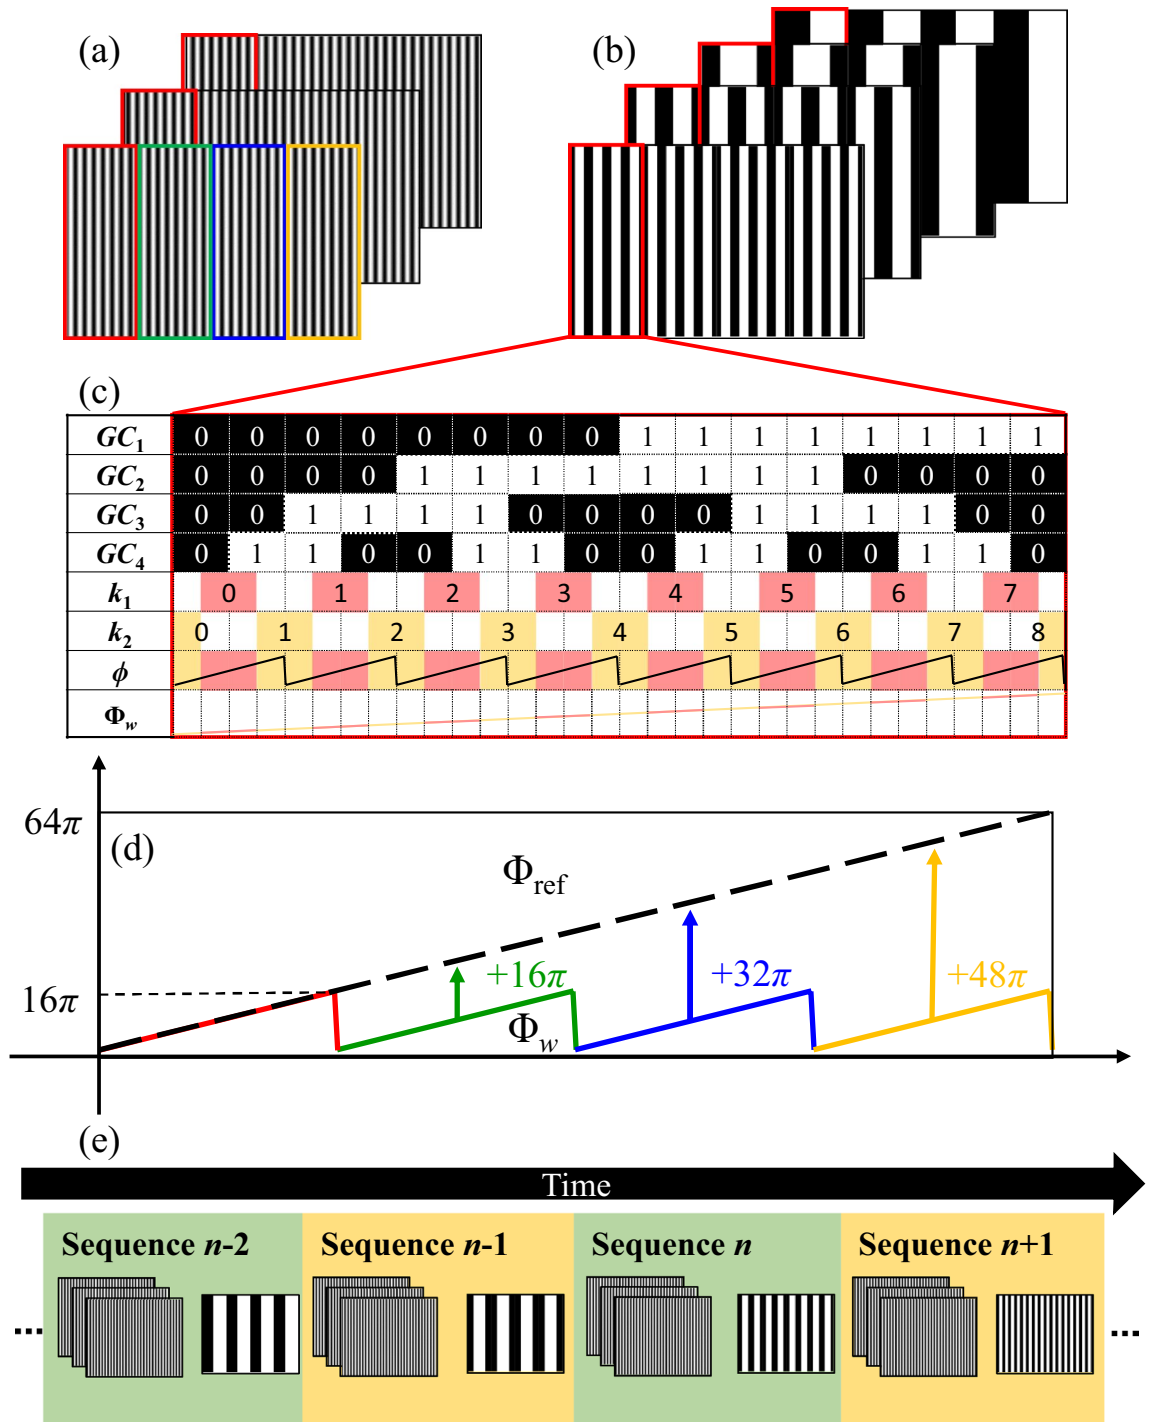 (a)
(b)
(c)
GC1 0 0 0 0 0 0 0 0 1 1 1 1 1 1 1 1
GC2 0 0 0 0 1 1 1 1 1 1 1 1 0 0 0 0
GC3 0 0 1 1 1 1 0 0 0 0 1 1 1 1 0 0
GC4 0 1 1 0 0 1 1 0 0 1 1 0 0 1 1 0
k1 0 1 2 3 4 5 6 7
k2 0 1 2 3 4 5 6 7 8
ϕ
Φw
64π
(d)
Φref
16π
+16π
+32π
+48π
Φw
(e)
Time
Sequence n-2
Sequence n-1
Sequence n
Sequence n+1
...
...